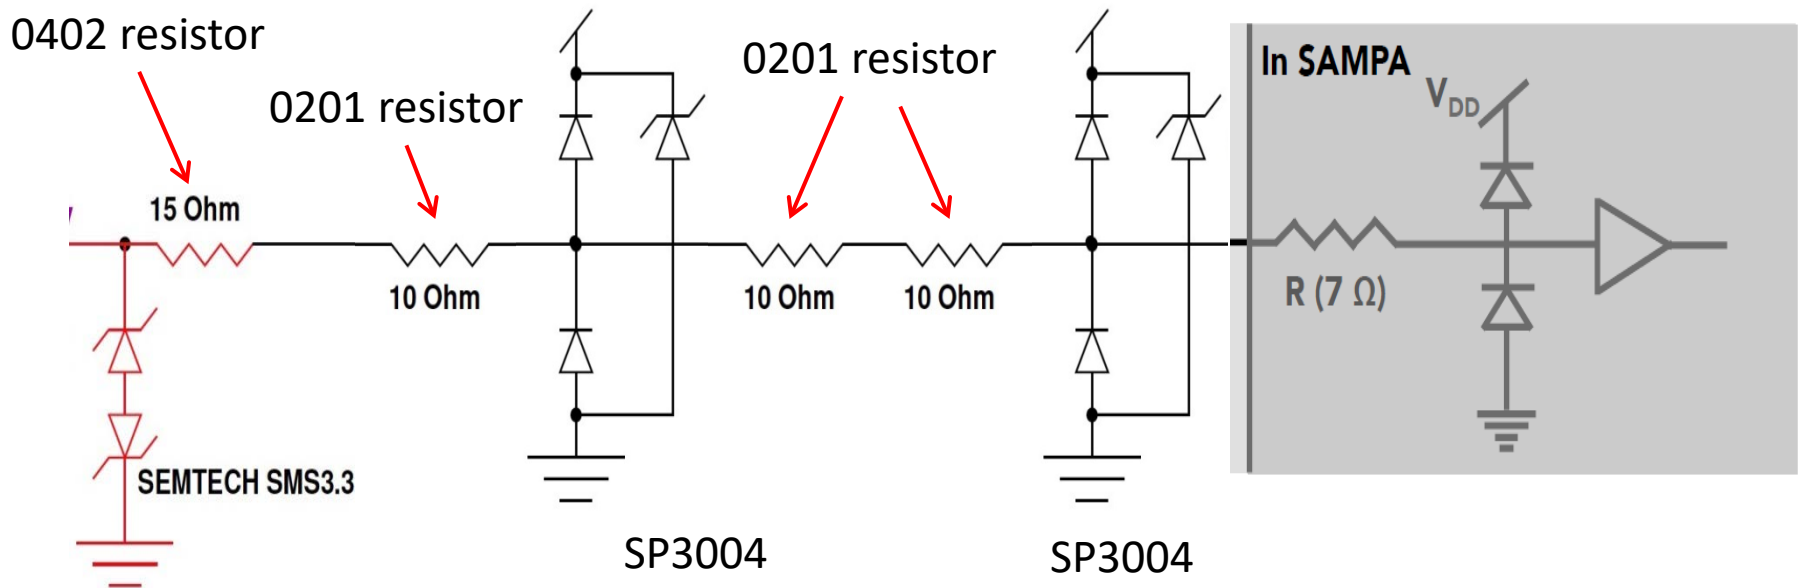 0402 resistor
0201 resistor
0201 resistor
In SAMPA
VDD
15 Ohm
10 Ohm
10 Ohm
10 Ohm
R (7 Ω)
SEMTECH SMS3.3
SP3004
SP3004